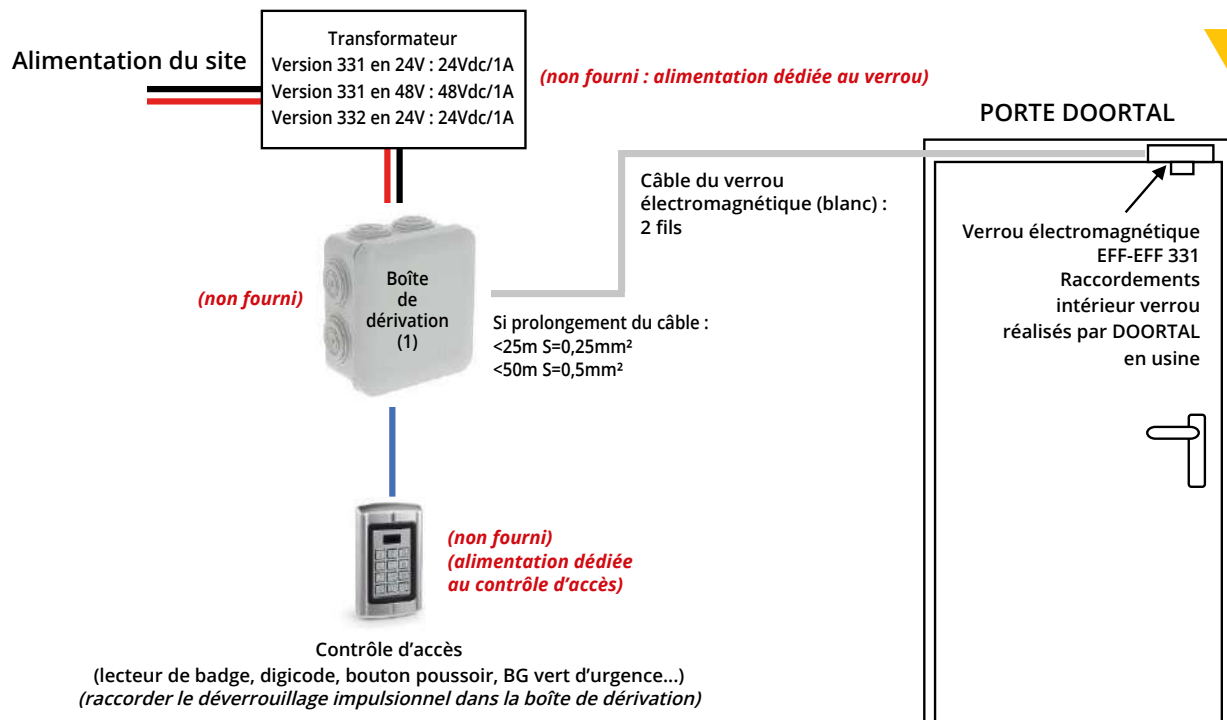 Alimentation du site
Transformateur
Version 331 en 24V : 24Vdc/1A
Version 331 en 48V : 48Vdc/1A
Version 332 en 24V : 24Vdc/1A
(non fourni : alimentation dédiée au verrou)
PORTE DOORTAL
Câble du verrou
électromagnétique (blanc) :
2 fils
Verrou électromagnétique
EFF-EFF 331
Raccordements
intérieur verrou
réalisés par DOORTAL
en usine
(non fourni)
Boîte
de
dérivation
(1)
Si prolongement du câble :
<25m S=0,25mm²
<50m S=0,5mm²
(non fourni)
(alimentation dédiée
au contrôle d'accès)
Contrôle d'accès
(lecteur de badge, digicode, bouton poussoir, BG vert d'urgence...)
(raccorder le déverrouillage impulsionnel dans la boîte de dérivation)